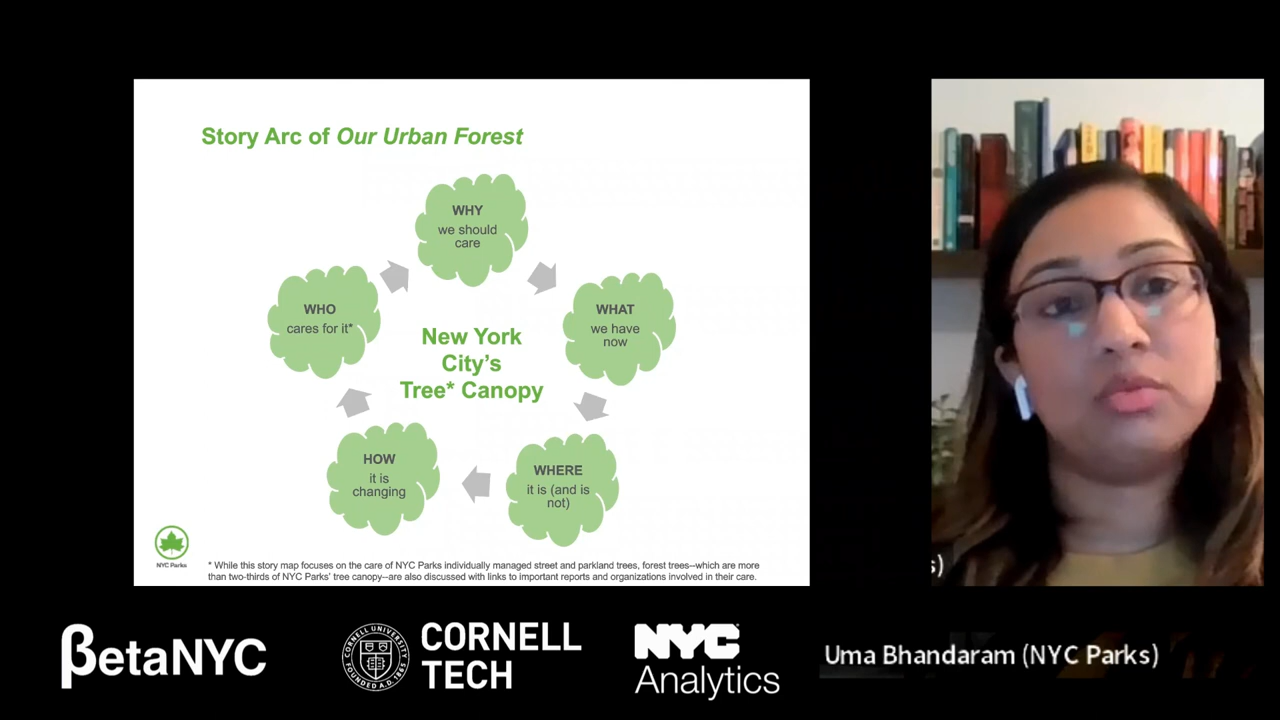 Story Arc of Our Urban Forest
WHY
we should
care
WHAT
we have
now
WHERE
it is (and is
not)
HOW
it is
changing
WHO
cares for it*
New York
City's
Tree* Canopy
NYC Parks
* While this story map focuses on the care of NYC Parks individually managed street and parkland trees, forest trees--which are more
than two-thirds of NYC Parks' tree canopy--are also discussed with links to important reports and organizations involved in their care.
s)
βetaNYC
CORNELL UNIVERSITY
FOUNDED A.D. 1865
CORNELL
TECH
NYC
Analytics
Uma Bhandaram (NYC Parks)